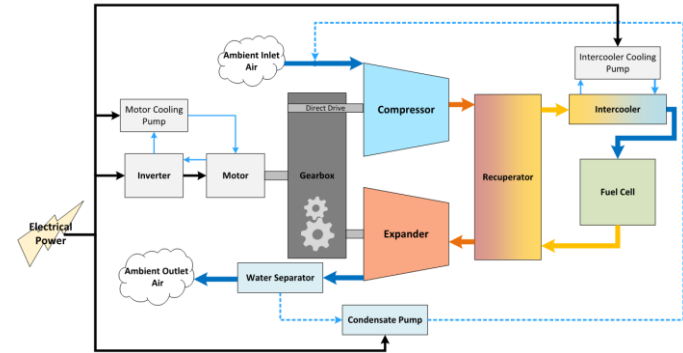 Ambient Inlet
Air
Intercooler Cooling
Pump
Motor Cooling
Pump
Direct Drive
Compressor
Intercooler
Inverter
Motor
Gearbox
Recuperator
Fuel Cell
Electrical
Power
Expander
Ambient Outlet
Air
Water Separator
Condensate Pump